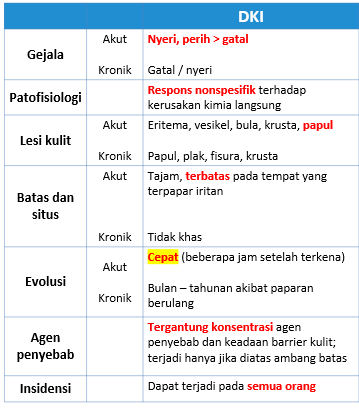 DKI
Gejala
Akut
Nyeri, perih > gatal
Kronik
Gatal / nyeri
Patofisiologi
Respons nonspesifik terhadap
kerusakan kimia langsung
Lesi kulit
Akut
Eritema, vesikel, bula, krusta, papul
Kronik
Papul, plak, fisura, krusta
Batas dan
situs
Akut
Tajam, terbatas pada tempat yang
terpapar iritan
Kronik
Tidak khas
Evolusi
Akut
Cepat (beberapa jam setelah terkena)
Kronik
Bulan – tahunan akibat paparan
berulang
Agen
penyebab
Tergantung konsentrasi agen
penyebab dan keadaan barrier kulit;
terjadi hanya jika diatas ambang batas
Insidensi
Dapat terjadi pada semua orang